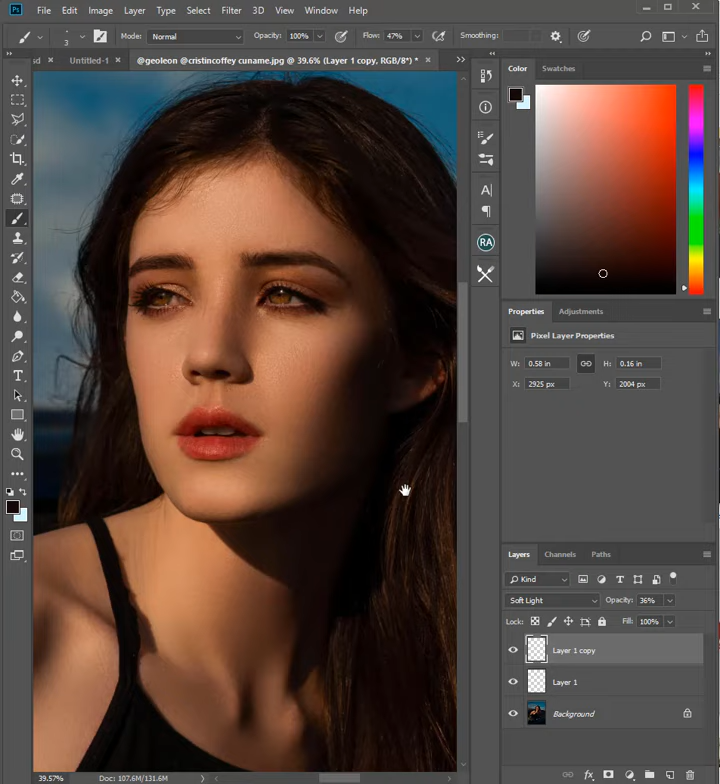 Ps File Edit Image Layer Type Select Filter 3D View Window Help
3 Mode: Normal Opacity: 100% Flow: 47% Smoothing:
sd × Untitled-1 × @geoleon @cristincoffey cuname.jpg @ 39.6% (Layer 1 copy, RGB/8*) * ×
Color Swatches
RA
Properties Adjustments
Pixel Layer Properties
W: 0.58 in H: 0.16 in
X: 2925 px Y: 2004 px
Layers Channels Paths
Kind
Soft Light Opacity: 36%
Lock: Fill: 100%
Layer 1 copy
Layer 1
Background
39.57% Doc: 107.6M/131.6M